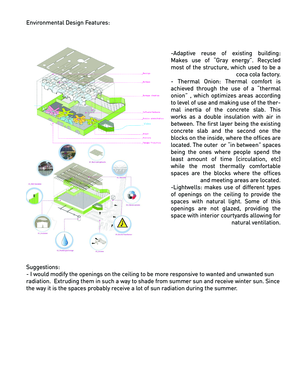 Environmental Design Features:
-Adaptive reuse of existing building:
Makes use of "Gray energy". Recycled
most of the structure, which used to be a
coca cola factory.
- Thermal Onion: Thermal comfort is
achieved through the use of a "thermal
onion" , which optimizes areas according
to level of use and making use of the ther-
mal inertia of the concrete slab. This
works as a double insulation with air in
between. The first layer being the existing
concrete slab and the second one the
blocks on the inside, where the offices are
located. The outer or "in between" spaces
being the ones where people spend the
least amount of time (circulation, etc)
while the most thermally comfortable
spaces are the blocks where the offices
and meeting areas are located.
-Lightwells: makes use of different types
of openings on the ceiling to provide the
spaces with natural light. Some of this
openings are not glazed, providing the
space with interior courtyards allowing for
natural ventilation.
Suggestions:
- I would modify the openings on the ceiling to be more responsive to wanted and unwanted sun
radiation. Extruding them in such a way to shade from summer sun and receive winter sun. Since
the way it is the spaces probably receive a lot of sun radiation during the summer.